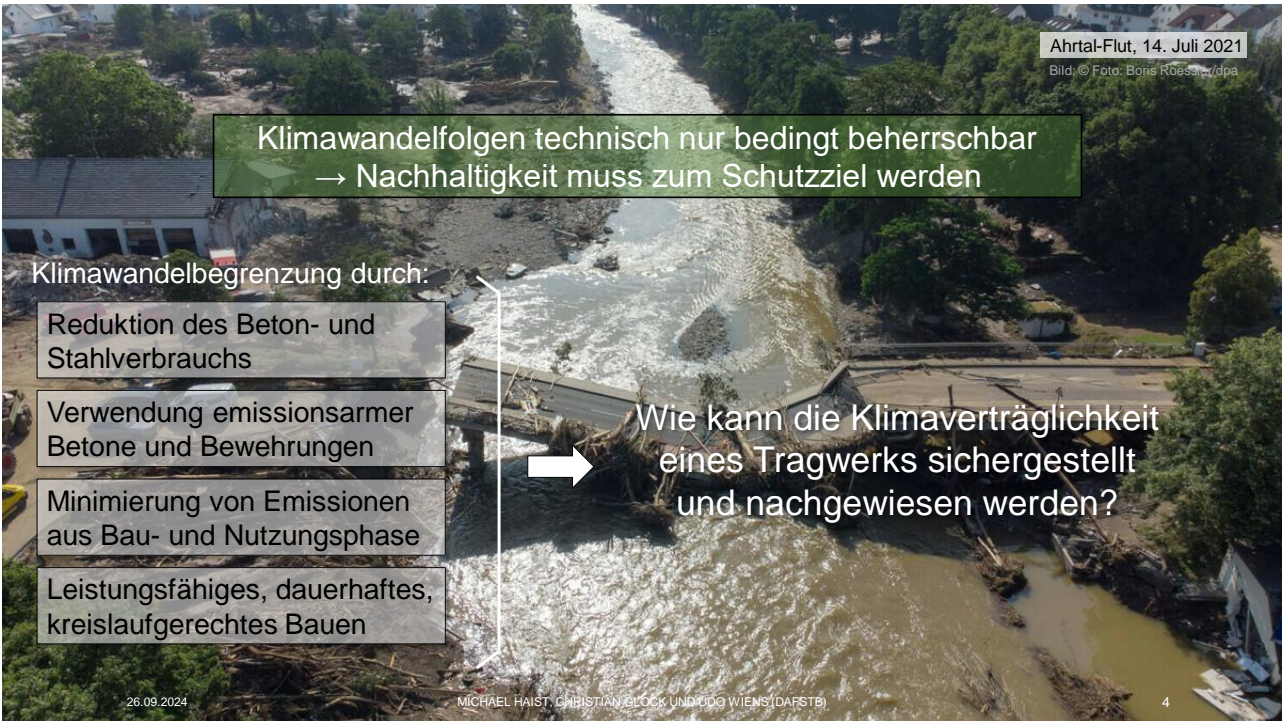 Ahrtal-Flut, 14. Juli 2021
Bild: © Foto: Boris Roessler/dpa
Klimawandelfolgen technisch nur bedingt beherrschbar
→ Nachhaltigkeit muss zum Schutzziel werden
Klimawandelbegrenzung durch:
Reduktion des Beton- und
Stahlverbrauchs
Verwendung emissionsarmer
Betone und Bewehrungen
Minimierung von Emissionen
aus Bau- und Nutzungsphase
Leistungsfähiges, dauerhaftes,
kreislaufgerechtes Bauen
Wie kann die Klimaverträglichkeit
eines Tragwerks sichergestellt
und nachgewiesen werden?
26.09.2024
MICHAEL HAIST, CHRISTIAN GLOCK UND UDO WIENS (DAFSTB)
4